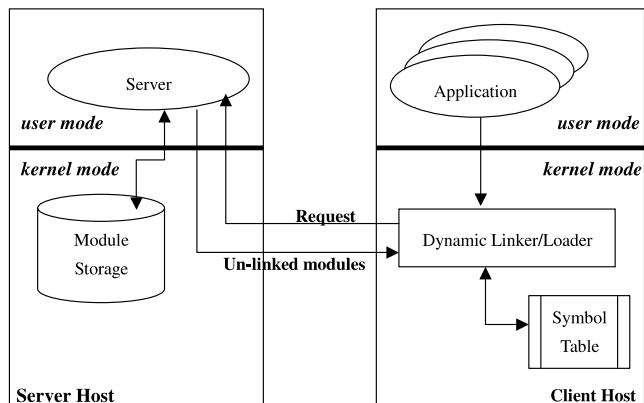 Server
user mode
kernel mode
Module
Storage
Server Host
Request
Un-linked modules
Application
user mode
kernel mode
Dynamic Linker/Loader
Symbol
Table
Client Host